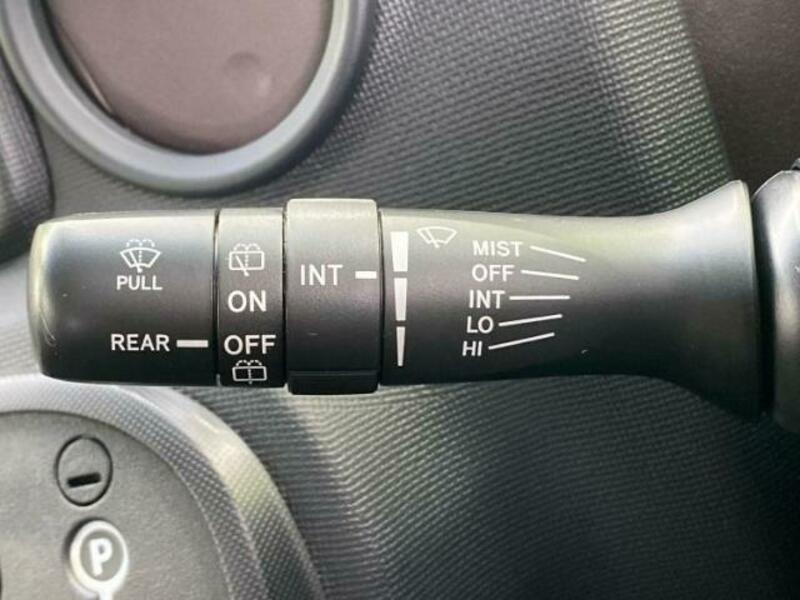 PULL
REAR
ON
OFF
INT
MIST
OFF
INT
LO
HI
P